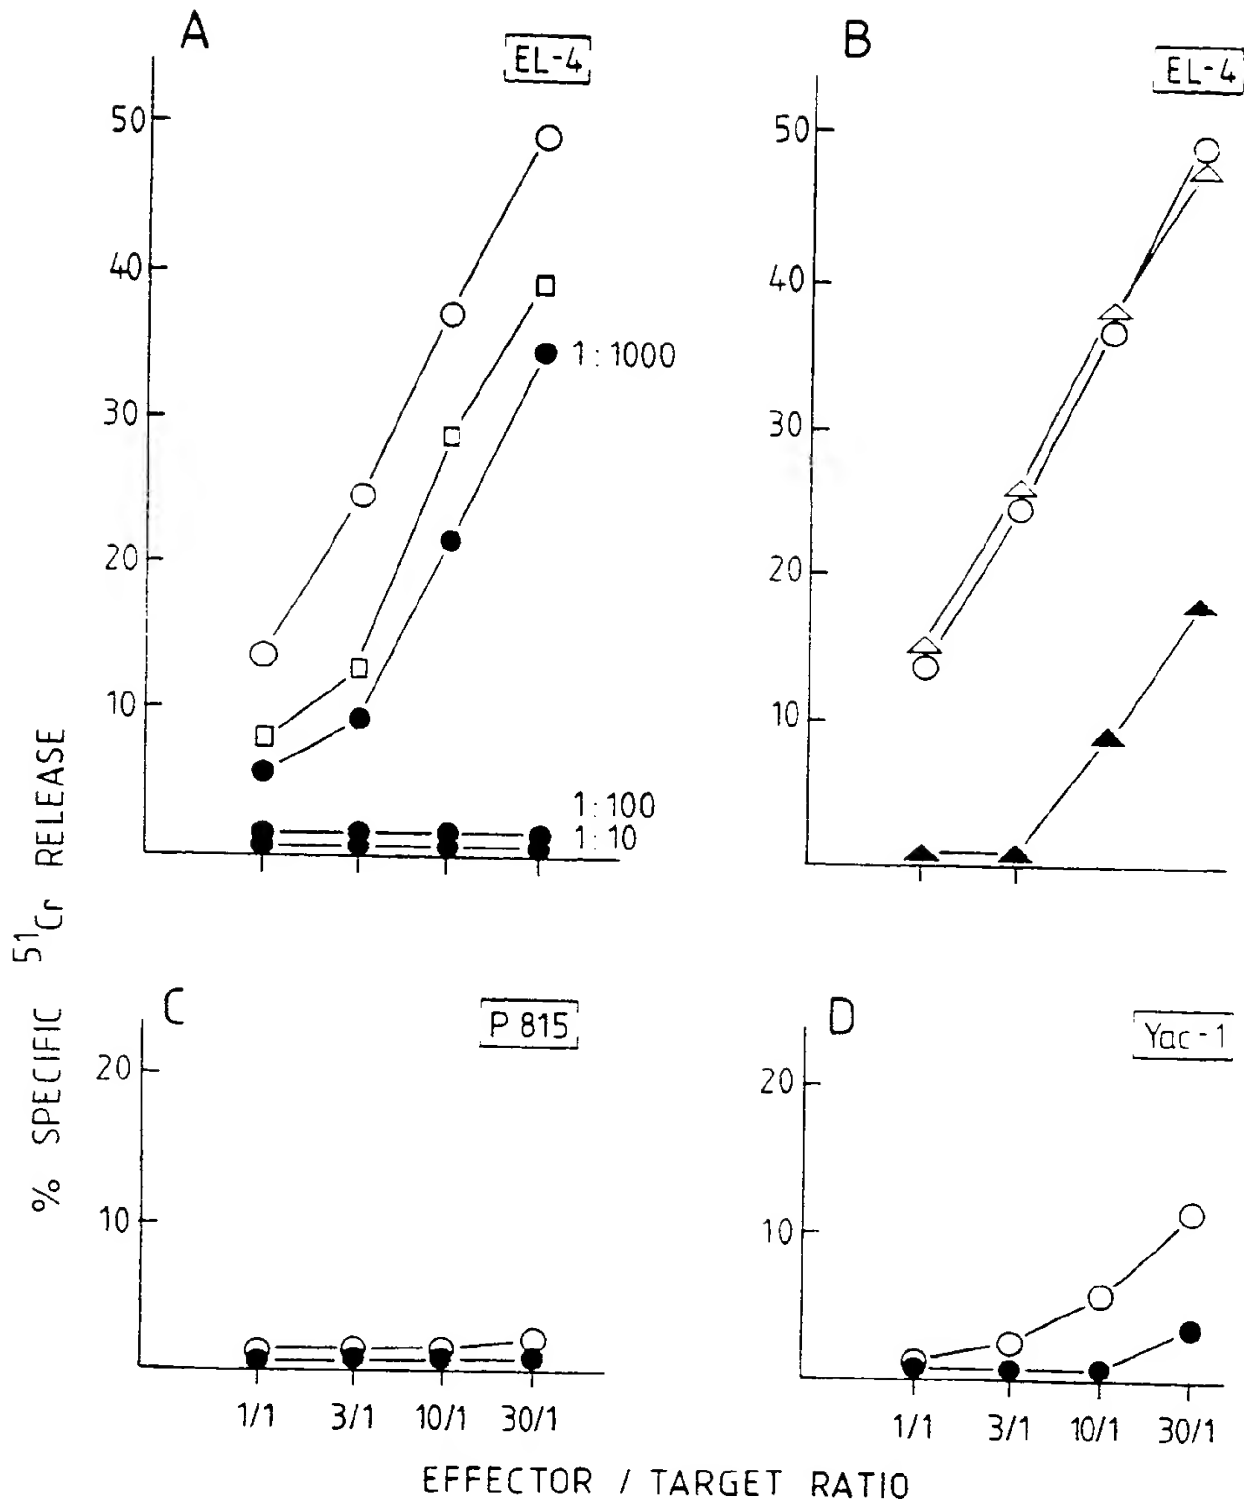 A
EL-4
50
40
30
20
10
1:1000
1:100
1:10
B
EL-4
50
40
30
20
10
% SPECIFIC 51Cr RELEASE
C
P 815
20
10
1/1 3/1 10/1 30/1
D
Yac-1
20
10
1/1 3/1 10/1 30/1
EFFECTOR / TARGET RATIO